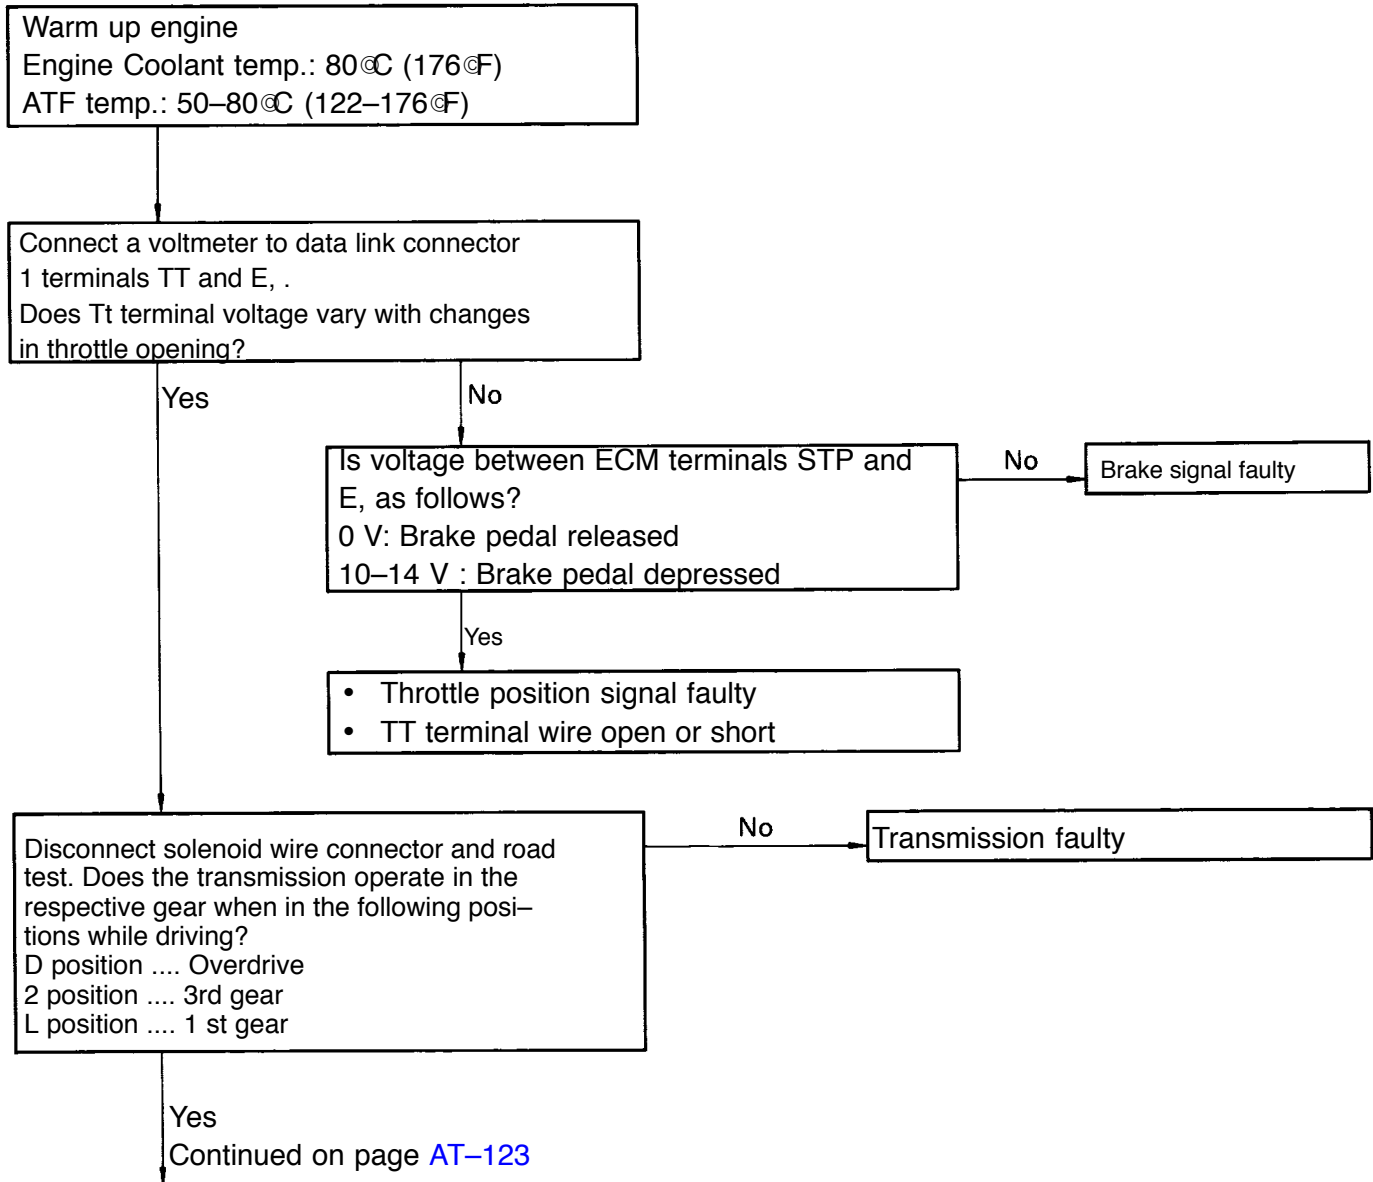 Warm up engine
Engine Coolant temp.: 80©C (176©F)
ATF temp.: 50–80©C (122–176©F)
Connect a voltmeter to data link connector
1 terminals TT and E, .
Does Tt terminal voltage vary with changes
in throttle opening?
Yes
No
Is voltage between ECM terminals STP and
E, as follows?
0 V: Brake pedal released
10–14 V : Brake pedal depressed
No
Brake signal faulty
Yes
• Throttle position signal faulty
• TT terminal wire open or short
Disconnect solenoid wire connector and road
test. Does the transmission operate in the
respective gear when in the following posi–
tions while driving?
D position .... Overdrive
2 position .... 3rd gear
L position .... 1 st gear
No
Transmission faulty
Yes
Continued on page AT–123